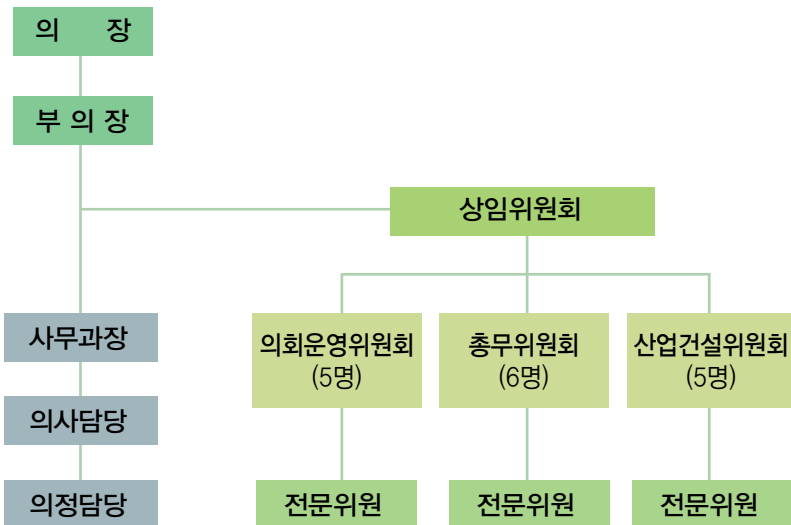 의 장
부 의 장
상임위원회
사무과장
의회운영위원회
(5명)
총무위원회
(6명)
산업건설위원회
(5명)
의사담당
의정담당
전문위원
전문위원
전문위원